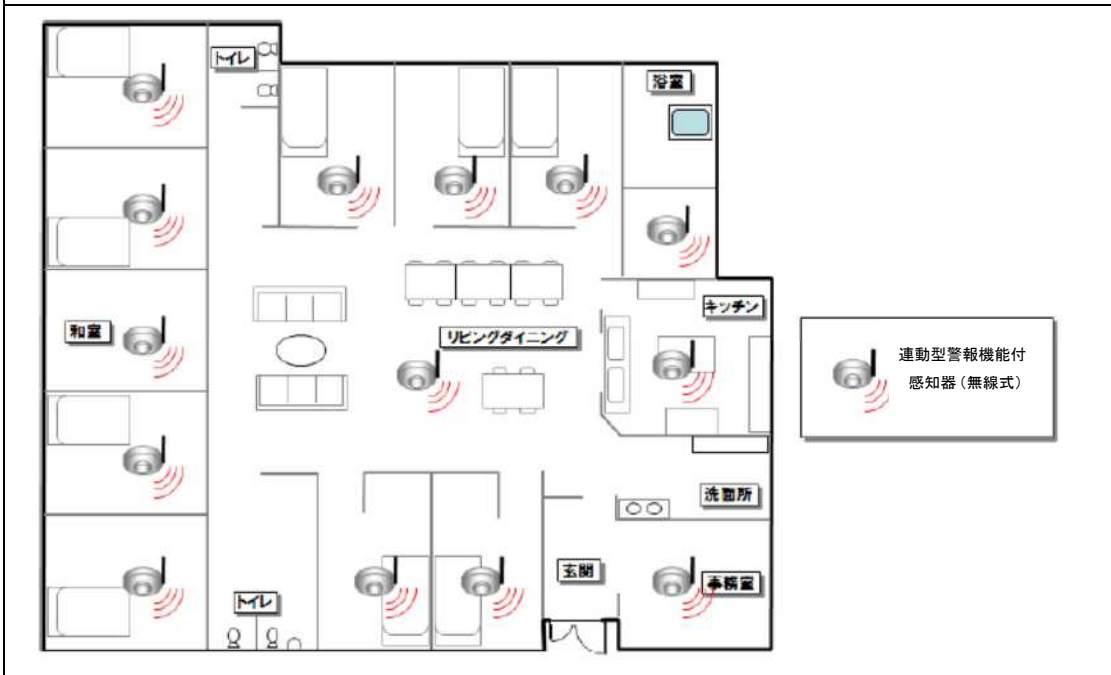 トイレ
浴室
キッチン
和室
リビングダイニング
連動型警報機能付
感知器（無線式）
洗面所
玄関
事務室
トイレ